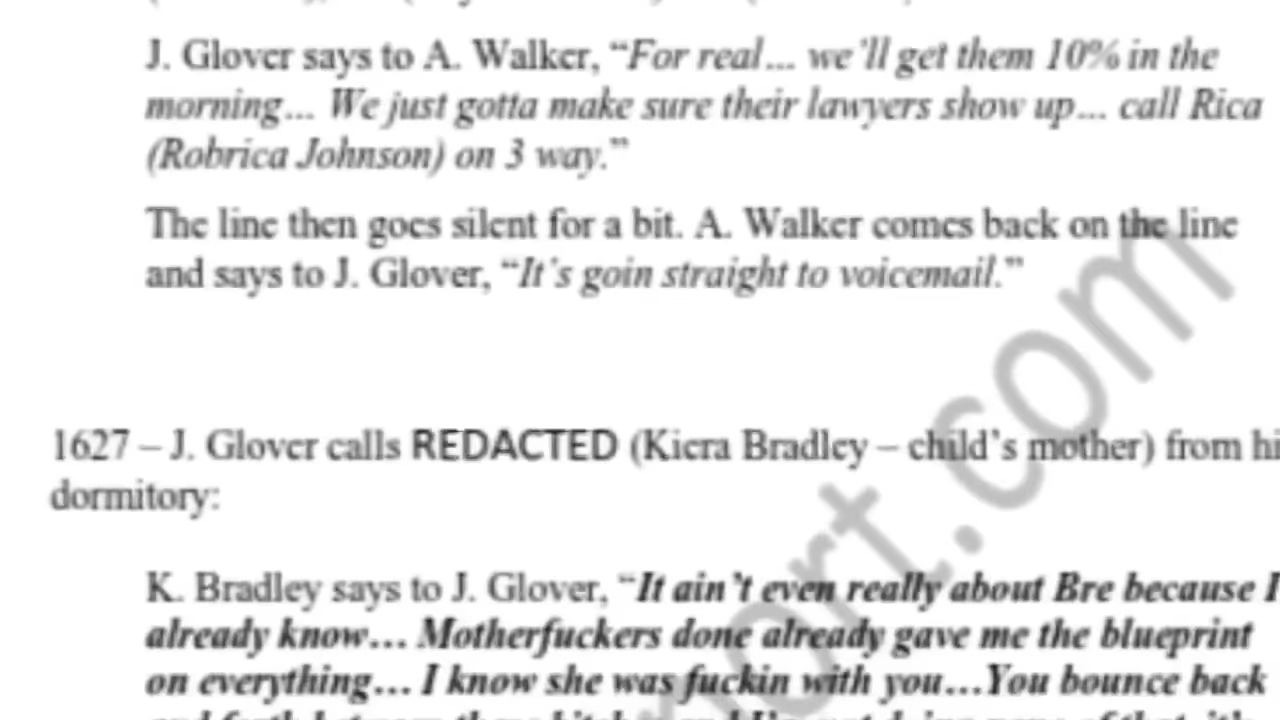 J. Glover says to A. Walker, “For real... we’ll get them 10% in the
morning... We just gotta make sure their lawyers show up... call Rica
(Robrica Johnson) on 3 way.”
The line then goes silent for a bit. A. Walker comes back on the line
and says to J. Glover, “It’s goin straight to voicemail.”
1627 – J. Glover calls REDACTED (Kiera Bradley – child’s mother) from hi
dormitory:
K. Bradley says to J. Glover, “It ain’t even really about Bre because I
already know... Motherfuckers done already gave me the blueprint
on everything... I know she was fuckin with you...You bounce back
ort.com